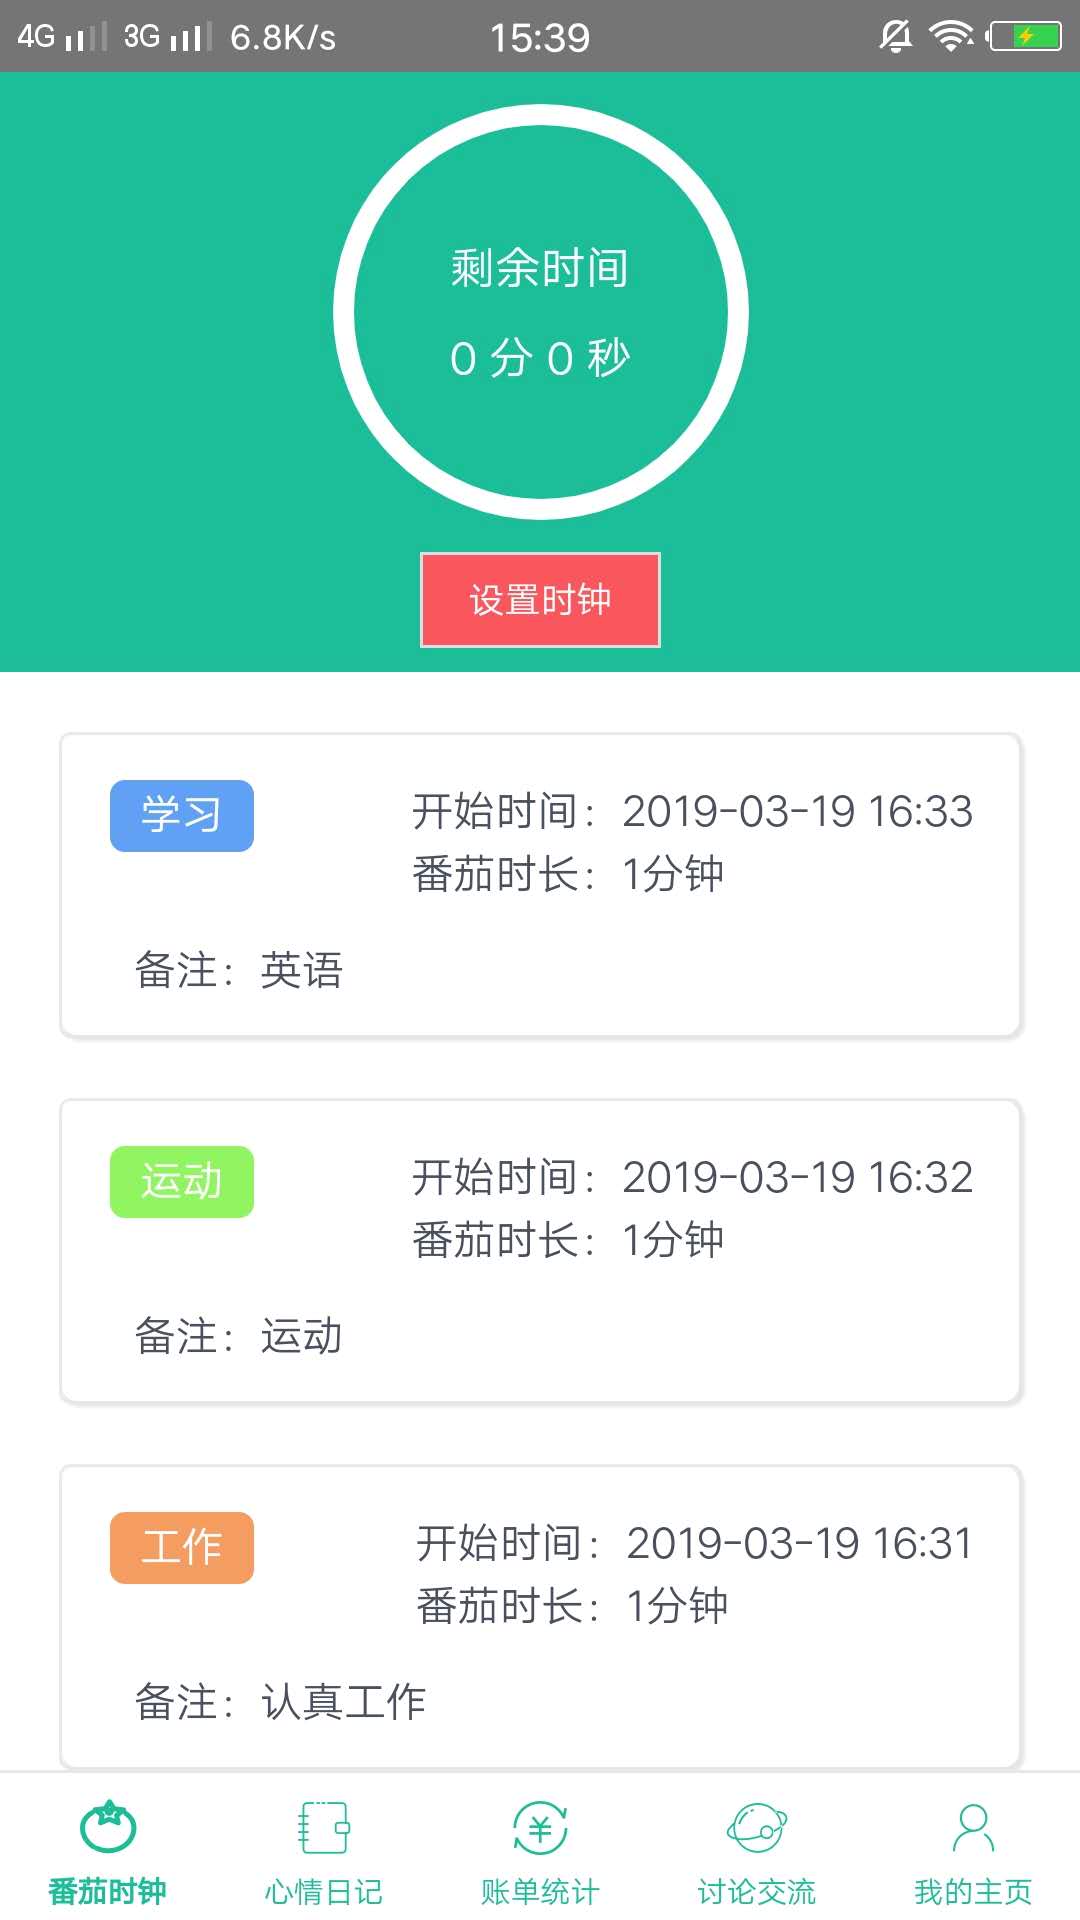 4G 3G 6.8K/s 15:39
剩余时间
0 分 0 秒
设置时钟
学习
开始时间：2019-03-19 16:33
番茄时长：1分钟
备注：英语
运动
开始时间：2019-03-19 16:32
番茄时长：1分钟
备注：运动
工作
开始时间：2019-03-19 16:31
番茄时长：1分钟
备注：认真工作
番茄时钟 心情日记 账单统计 讨论交流 我的主页